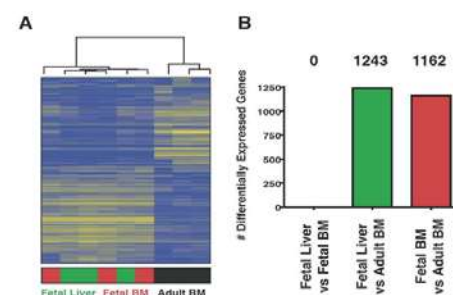 A
Fetal Liver Fetal BM Adult BM
B
0 1243 1162
# Differentially Expressed Genes
1250
1000
750
500
250
0
Fetal Liver
vs Fetal BM
Fetal Liver
vs Adult BM
Fetal BM
vs Adult BM